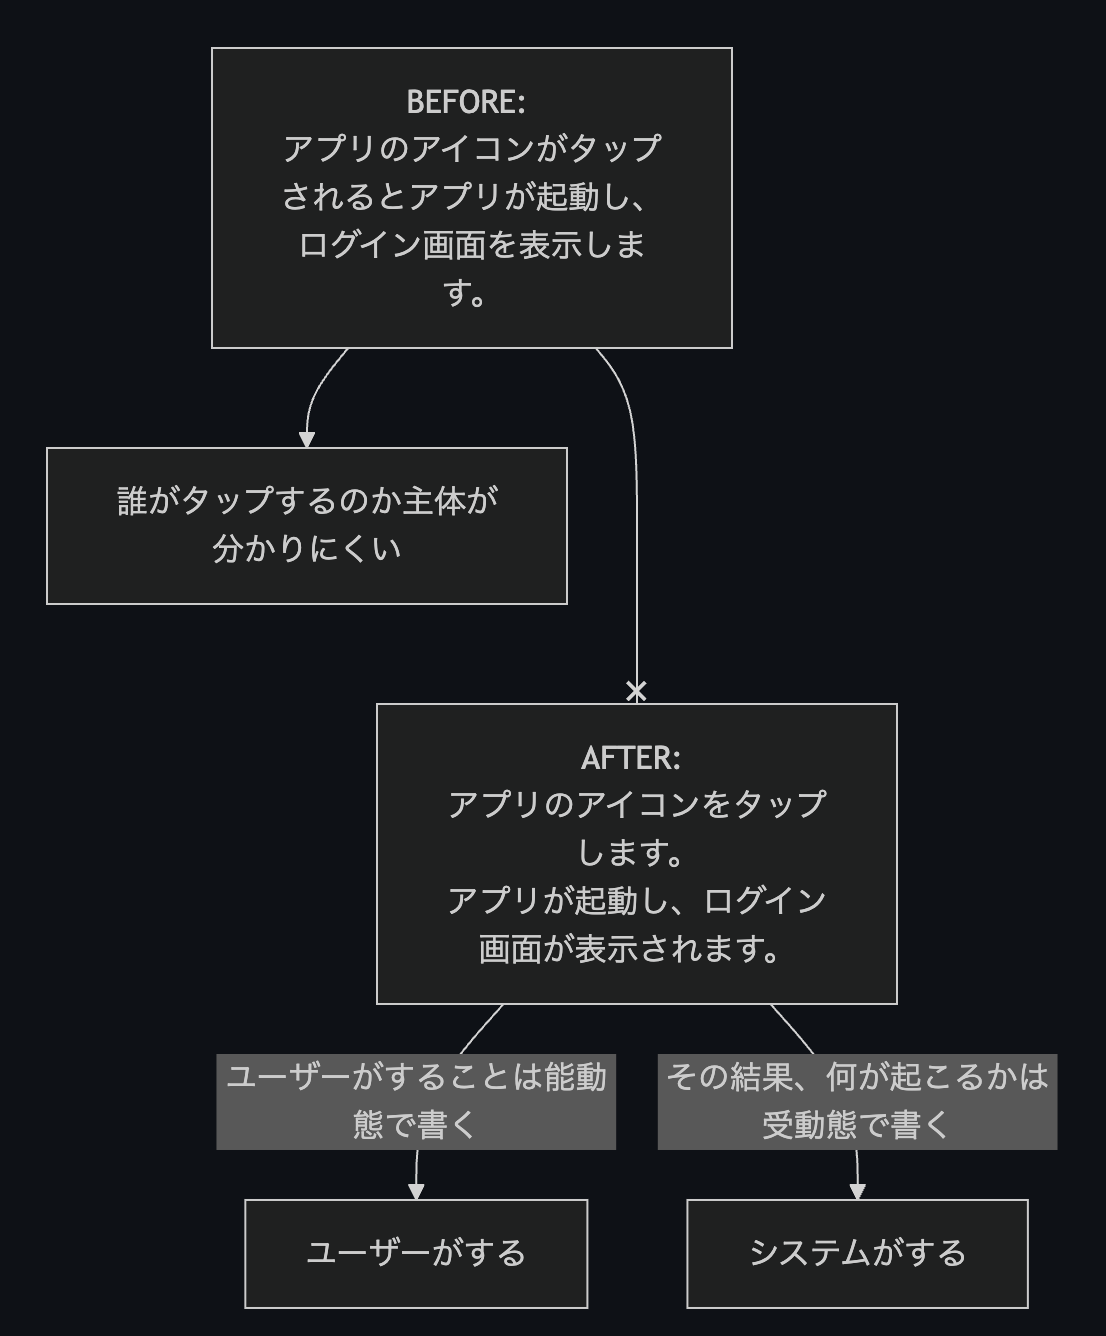 BEFORE:
アプリのアイコンがタップ
されるとアプリが起動し、
ログイン画面を表示しま
す。
誰がタップするのか主体が
分かりにくい
AFTER:
アプリのアイコンをタップ
します。
アプリが起動し、ログイン
画面が表示されます。
ユーザーがすることは能動
態で書く
その結果、何が起こるかは
受動態で書く
ユーザーがする
システムがする